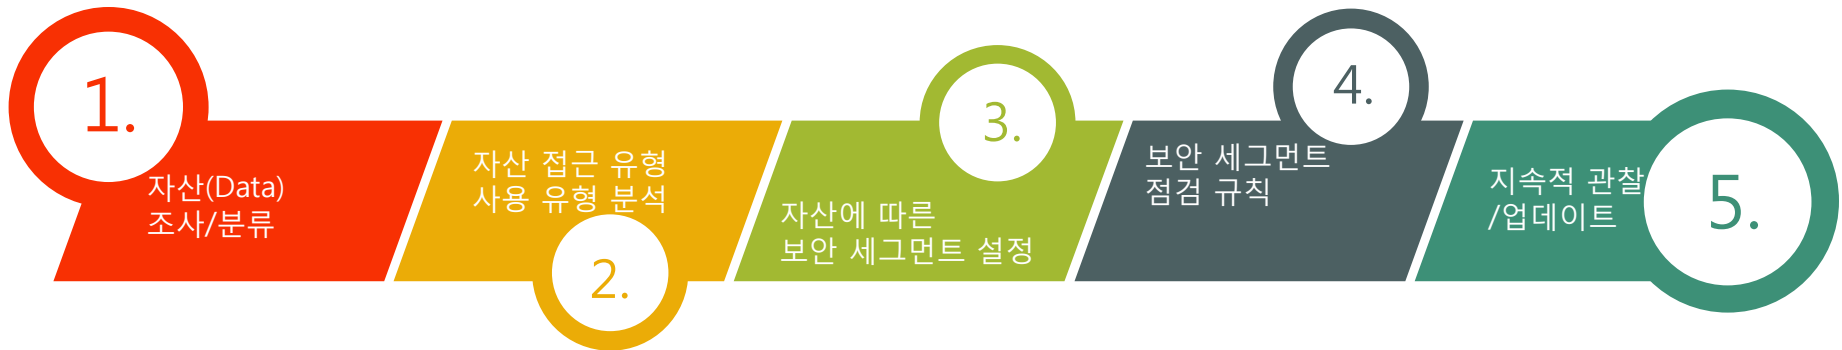 1.
자산(Data)
조사/분류
자산 접근 유형
사용 유형 분석
2.
3.
자산에 따른
보안 세그먼트 설정
4.
보안 세그먼트
점검 규칙
지속적 관찰
/업데이트
5.